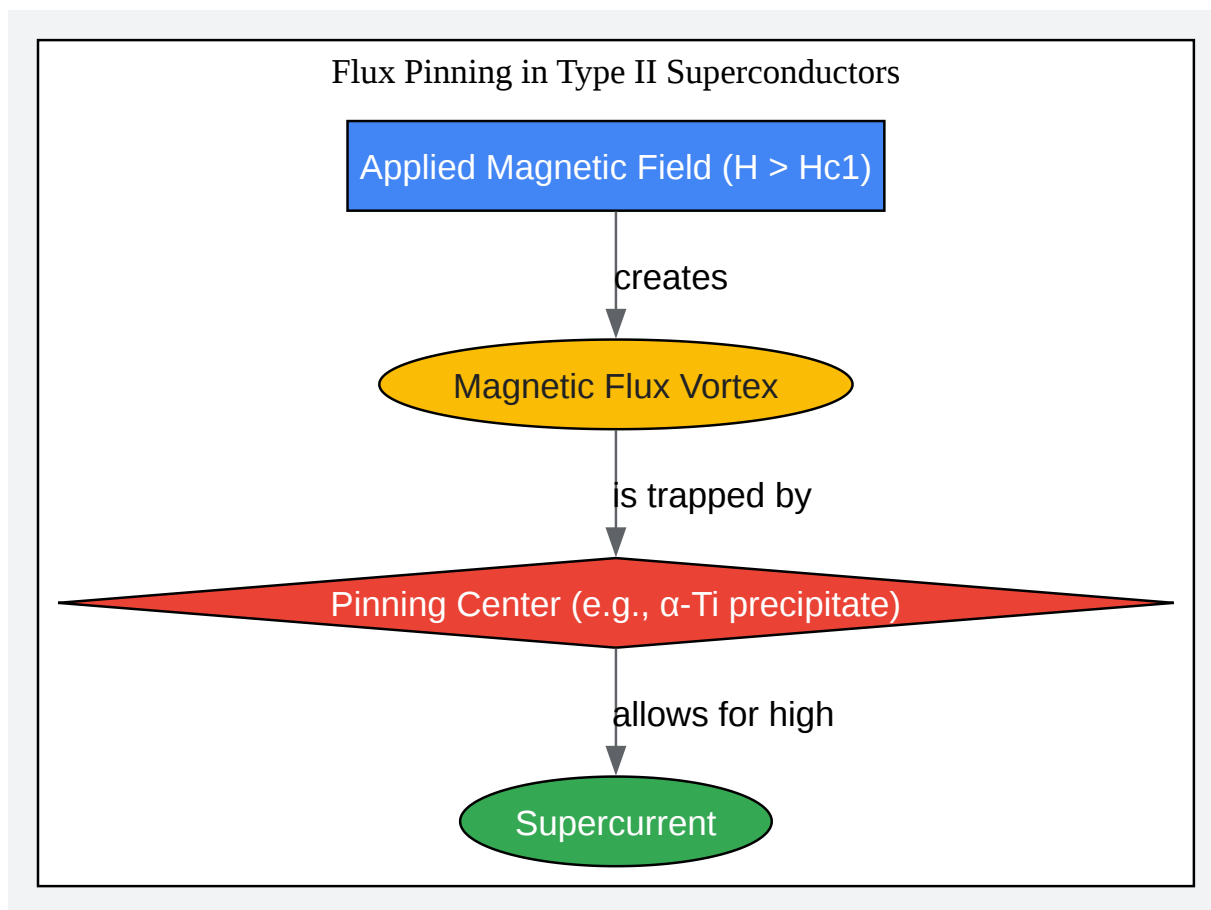 Flux Pinning in Type II Superconductors
Applied Magnetic Field (H > Hc1)
creates
Magnetic Flux Vortex
is trapped by
Pinning Center (e.g., α-Ti precipitate)
allows for high
Supercurrent